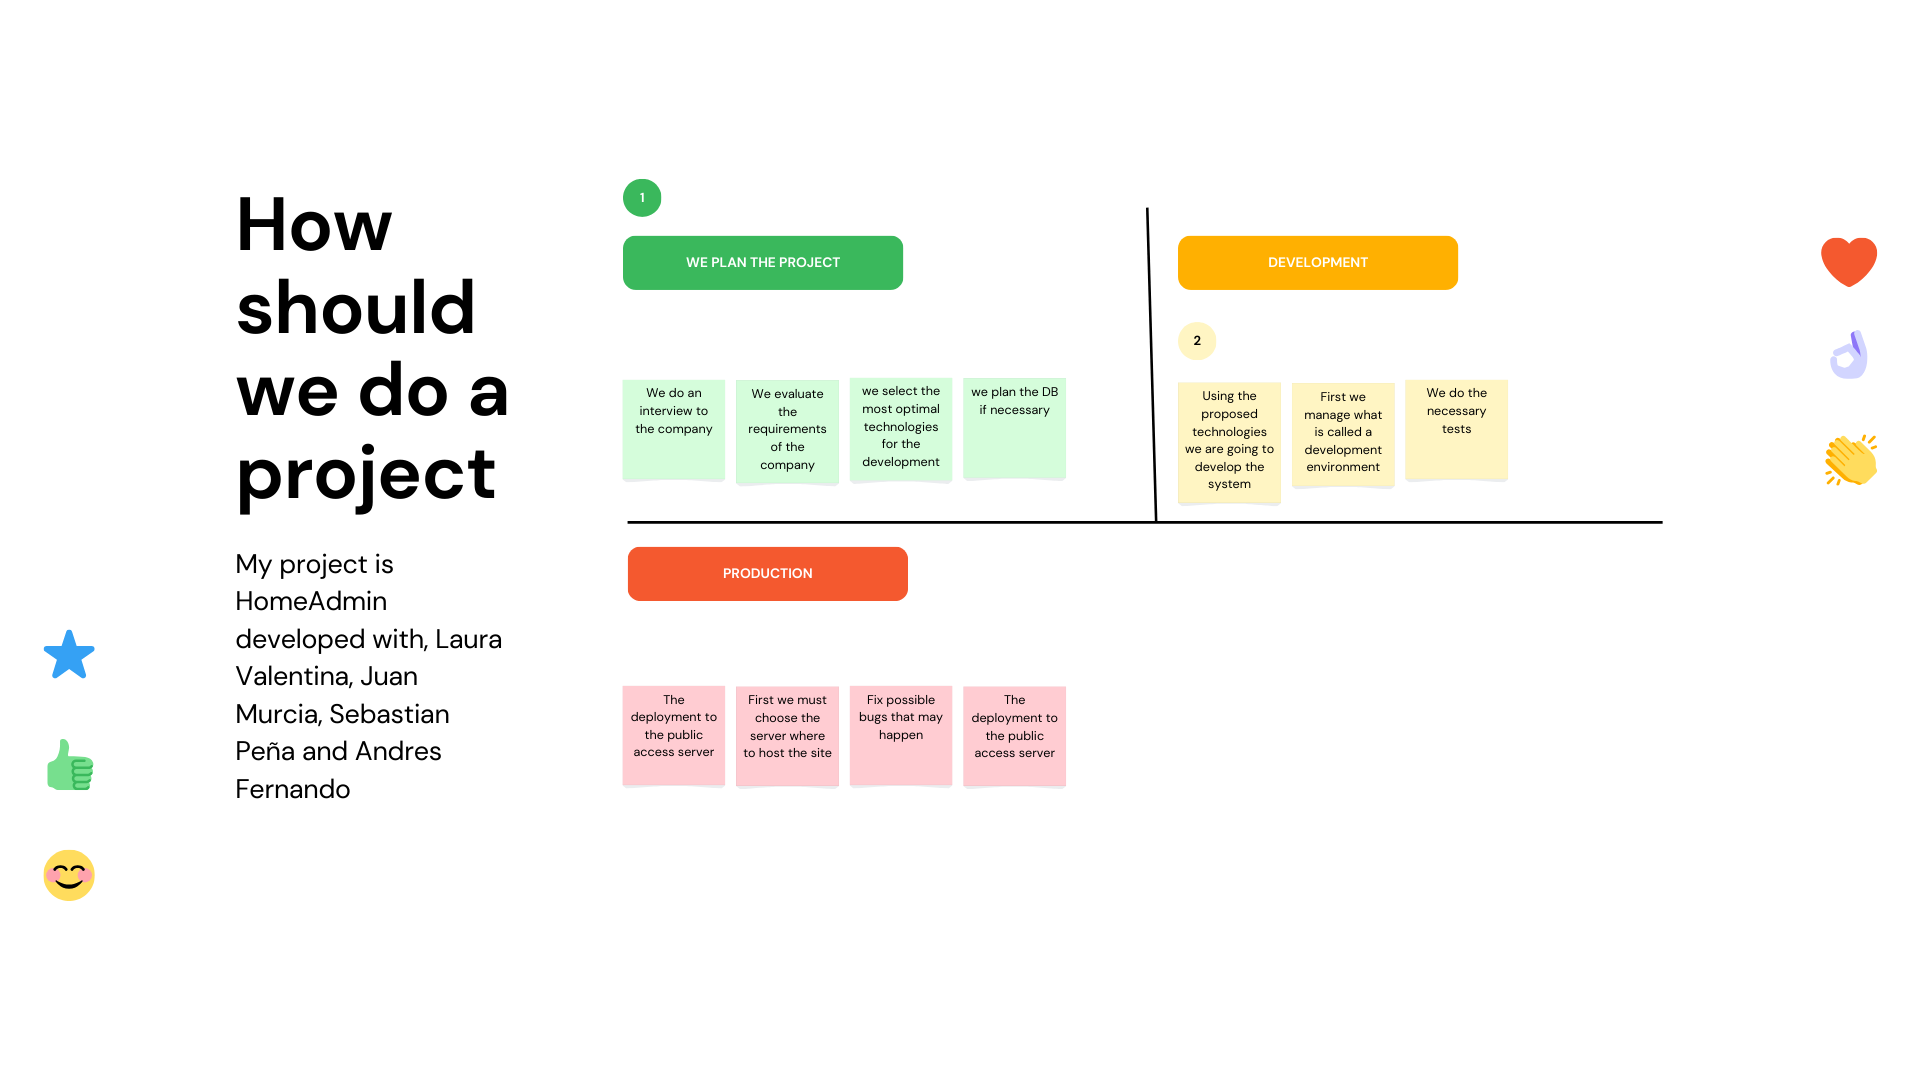 How
should
we do a
project
My project is
HomeAdmin
developed with, Laura
Valentina, Juan
Murcia, Sebastian
Peña and Andres
Fernando
1
WE PLAN THE PROJECT
We do an
interview to
the company
We evaluate
the
requirements
of the
company
we select the
most optimal
technologies
for the
development
we plan the DB
if necessary
DEVELOPMENT
2
Using the
proposed
technologies
we are going to
develop the
system
First we
manage what
is called a
development
environment
We do the
necessary
tests
PRODUCTION
The
deployment to
the public
access server
First we must
choose the
server where
to host the site
Fix possible
bugs that may
happen
The
deployment to
the public
access server